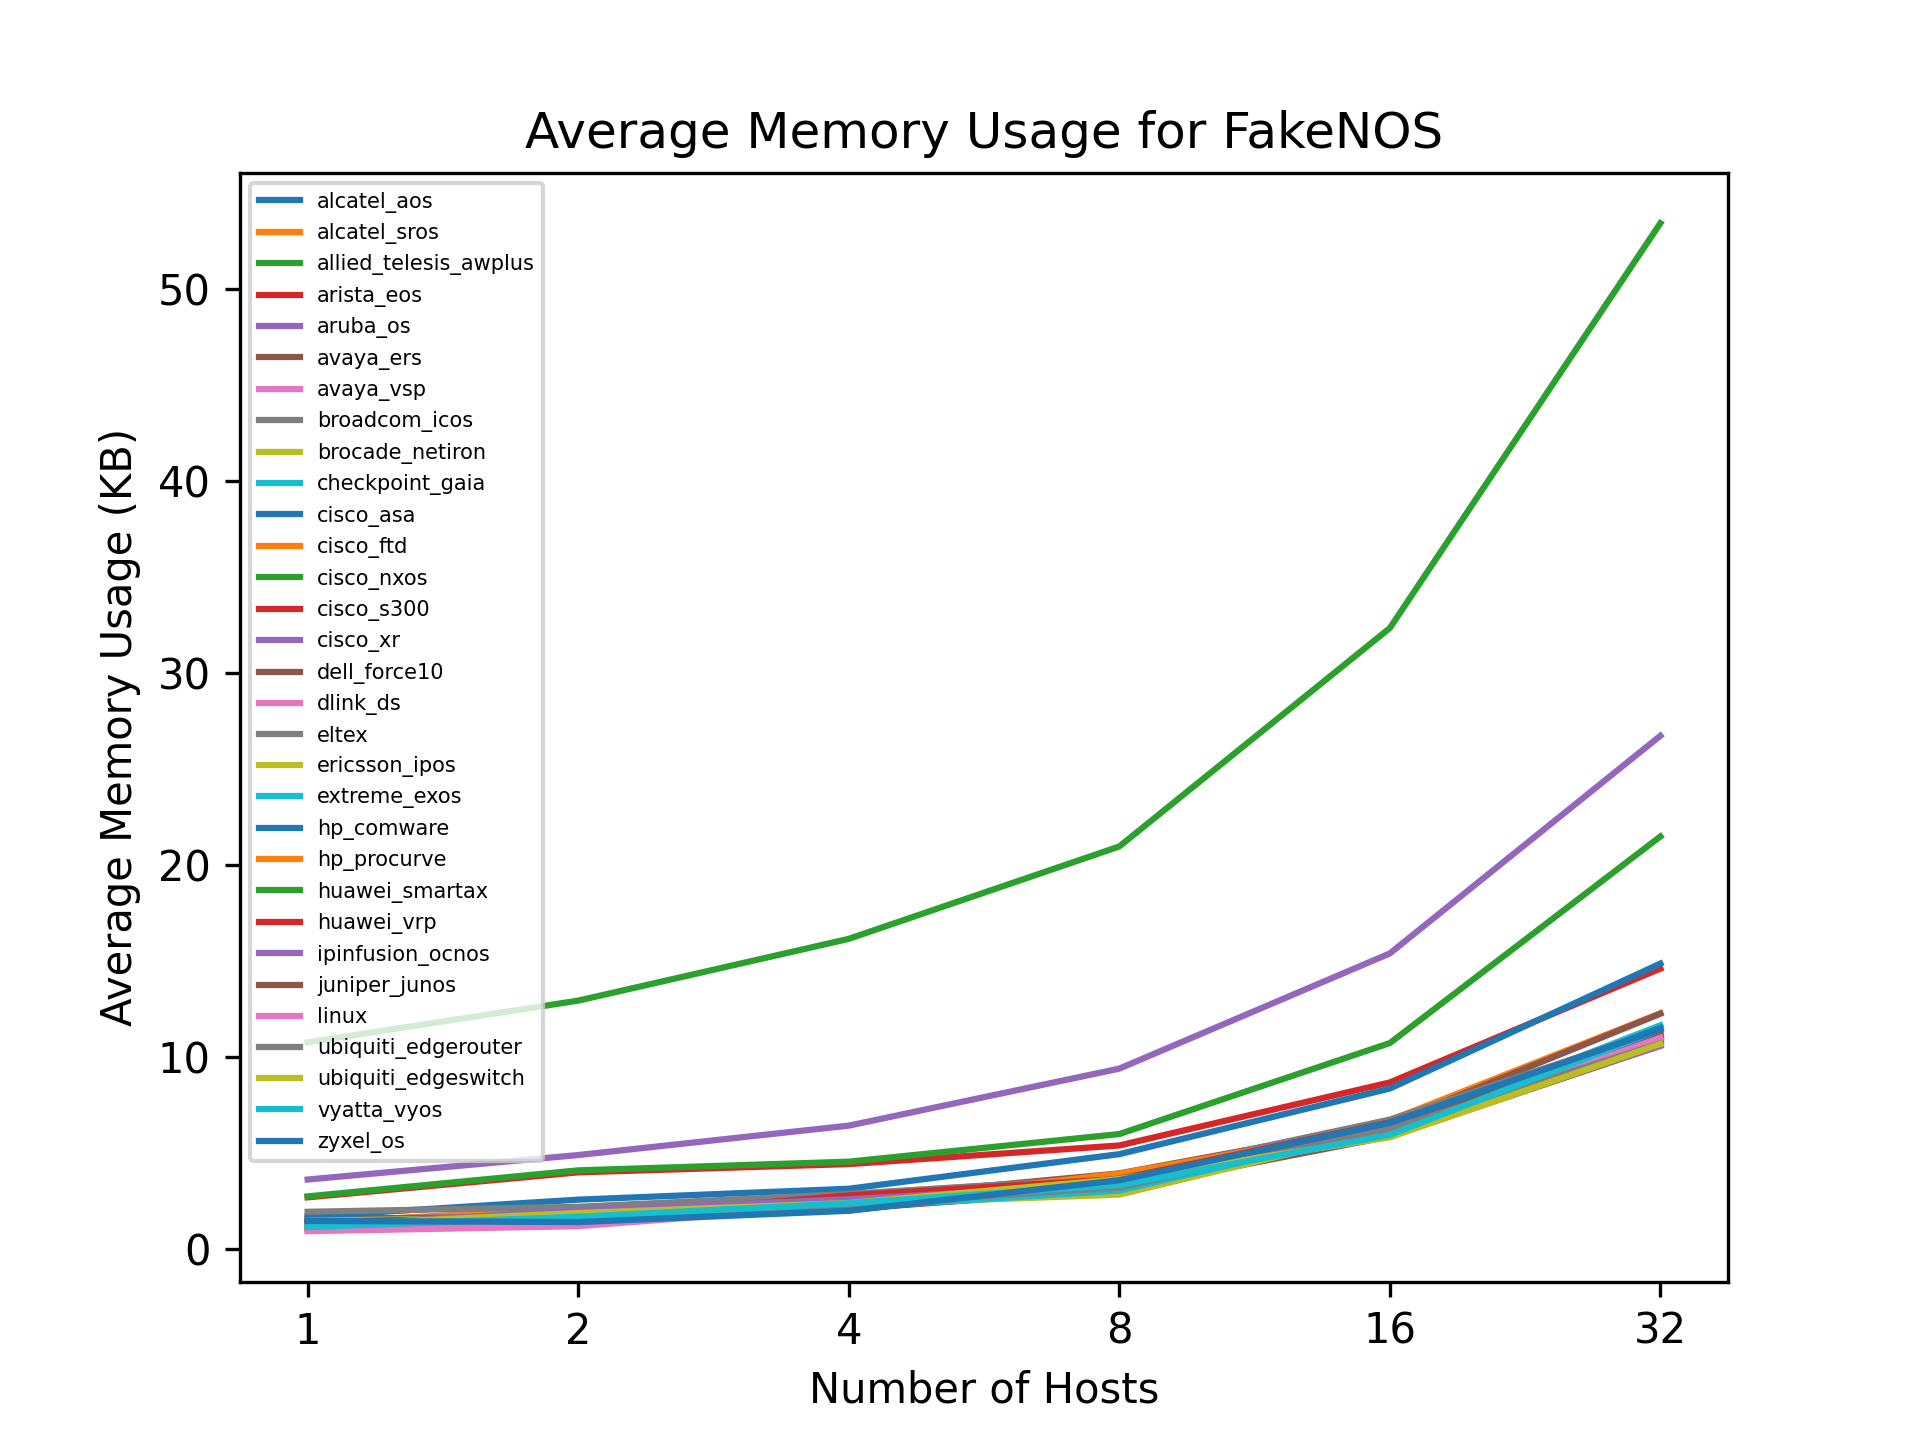 Average Memory Usage for FakeNOS
alcatel_aos
alcatel_sros
allied_telesis_awplus
arista_eos
aruba_os
avaya_ers
avaya_vsp
broadcom_icos
brocade_netiron
checkpoint_gaia
cisco_asa
cisco_ftd
cisco_nxos
cisco_s300
cisco_xr
dell_force10
dlink_ds
eltex
ericsson_ipos
extreme_exos
hp_comware
hp_procurve
huawei_smartax
huawei_vrp
ipinfusion_ocnos
juniper_junos
linux
ubiquiti_edgerouter
ubiquiti_edgeswitch
vyatta_vyos
zyxel_os
Average Memory Usage (KB)
50
40
30
20
10
0
1 2 4 8 16 32
Number of Hosts